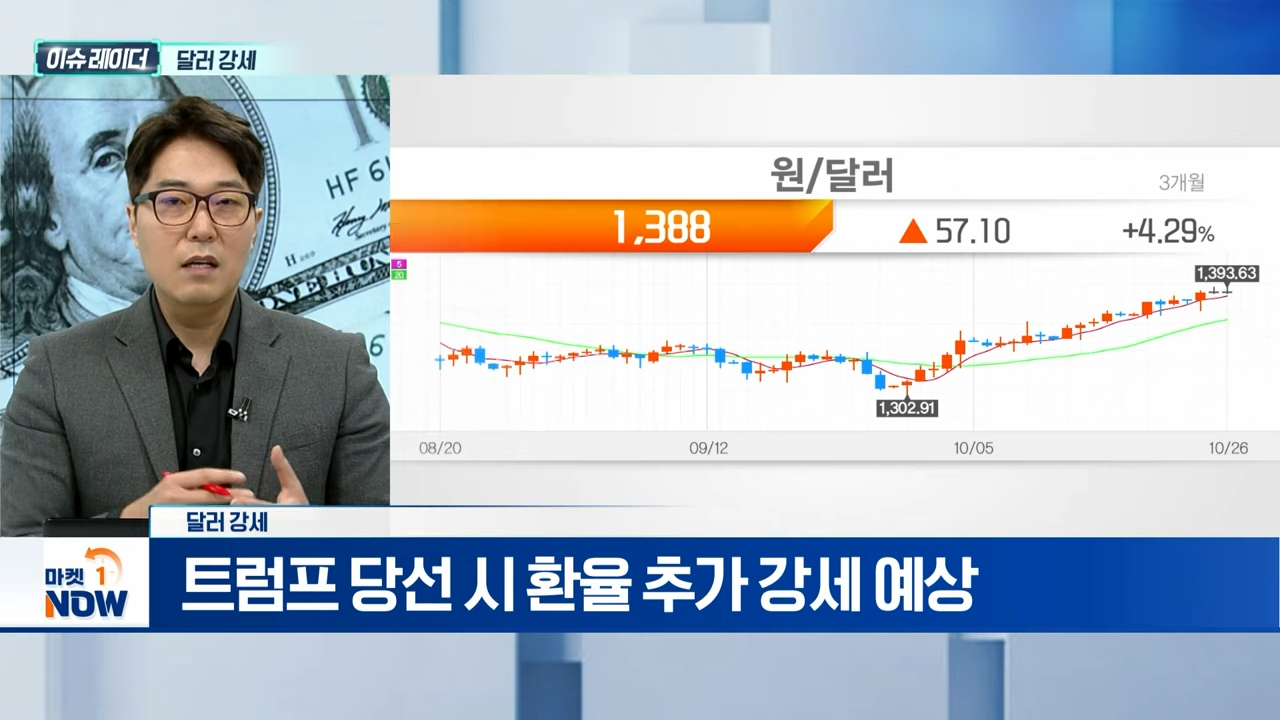 이슈 레이더
달러 강세
HF 6
H
원/달러
3개월
1,388
▲ 57.10
+4.29%
5
20
1,393.63
1,302.91
08/20
09/12
10/05
10/26
달러 강세
마켓 1
NOW
트럼프 당선 시 환율 추가 강세 예상